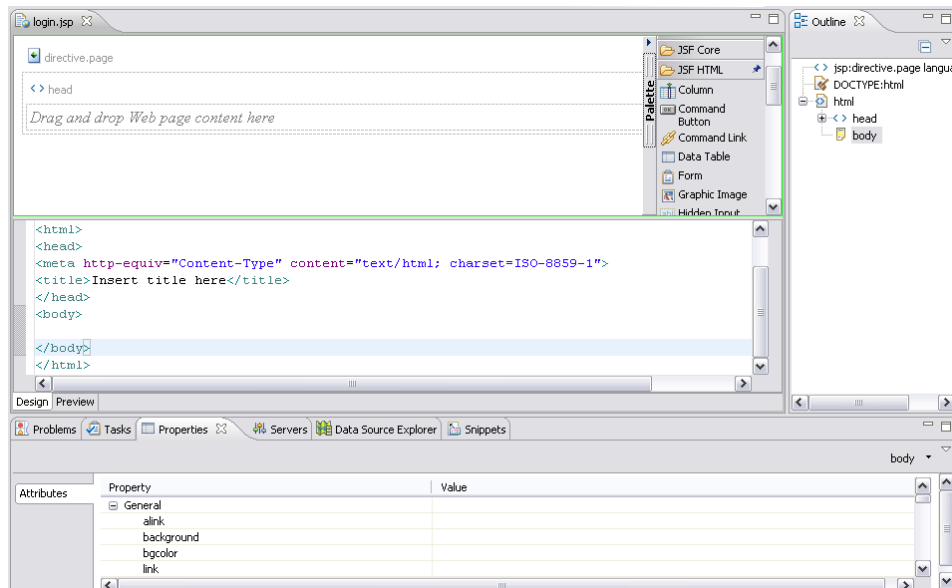 login.jsp
directive.page
head
Drag and drop Web page content here
Palette
JSF Core
JSF HTML
Column
Command
Button
Command Link
Data Table
Form
Graphic Image
Hidden Input
<html>
<head>
<meta http-equiv="Content-Type" content="text/html; charset=ISO-8859-1">
<title>Insert title here</title>
</head>
<body>
</body>
</html>
Design Preview
Outline
jsp:directive.page langua
DOCTYPE:html
html
head
body
Problems Tasks Properties Servers Data Source Explorer Snippets
body
Attributes
Property Value
General
alink
background
bgcolor
link